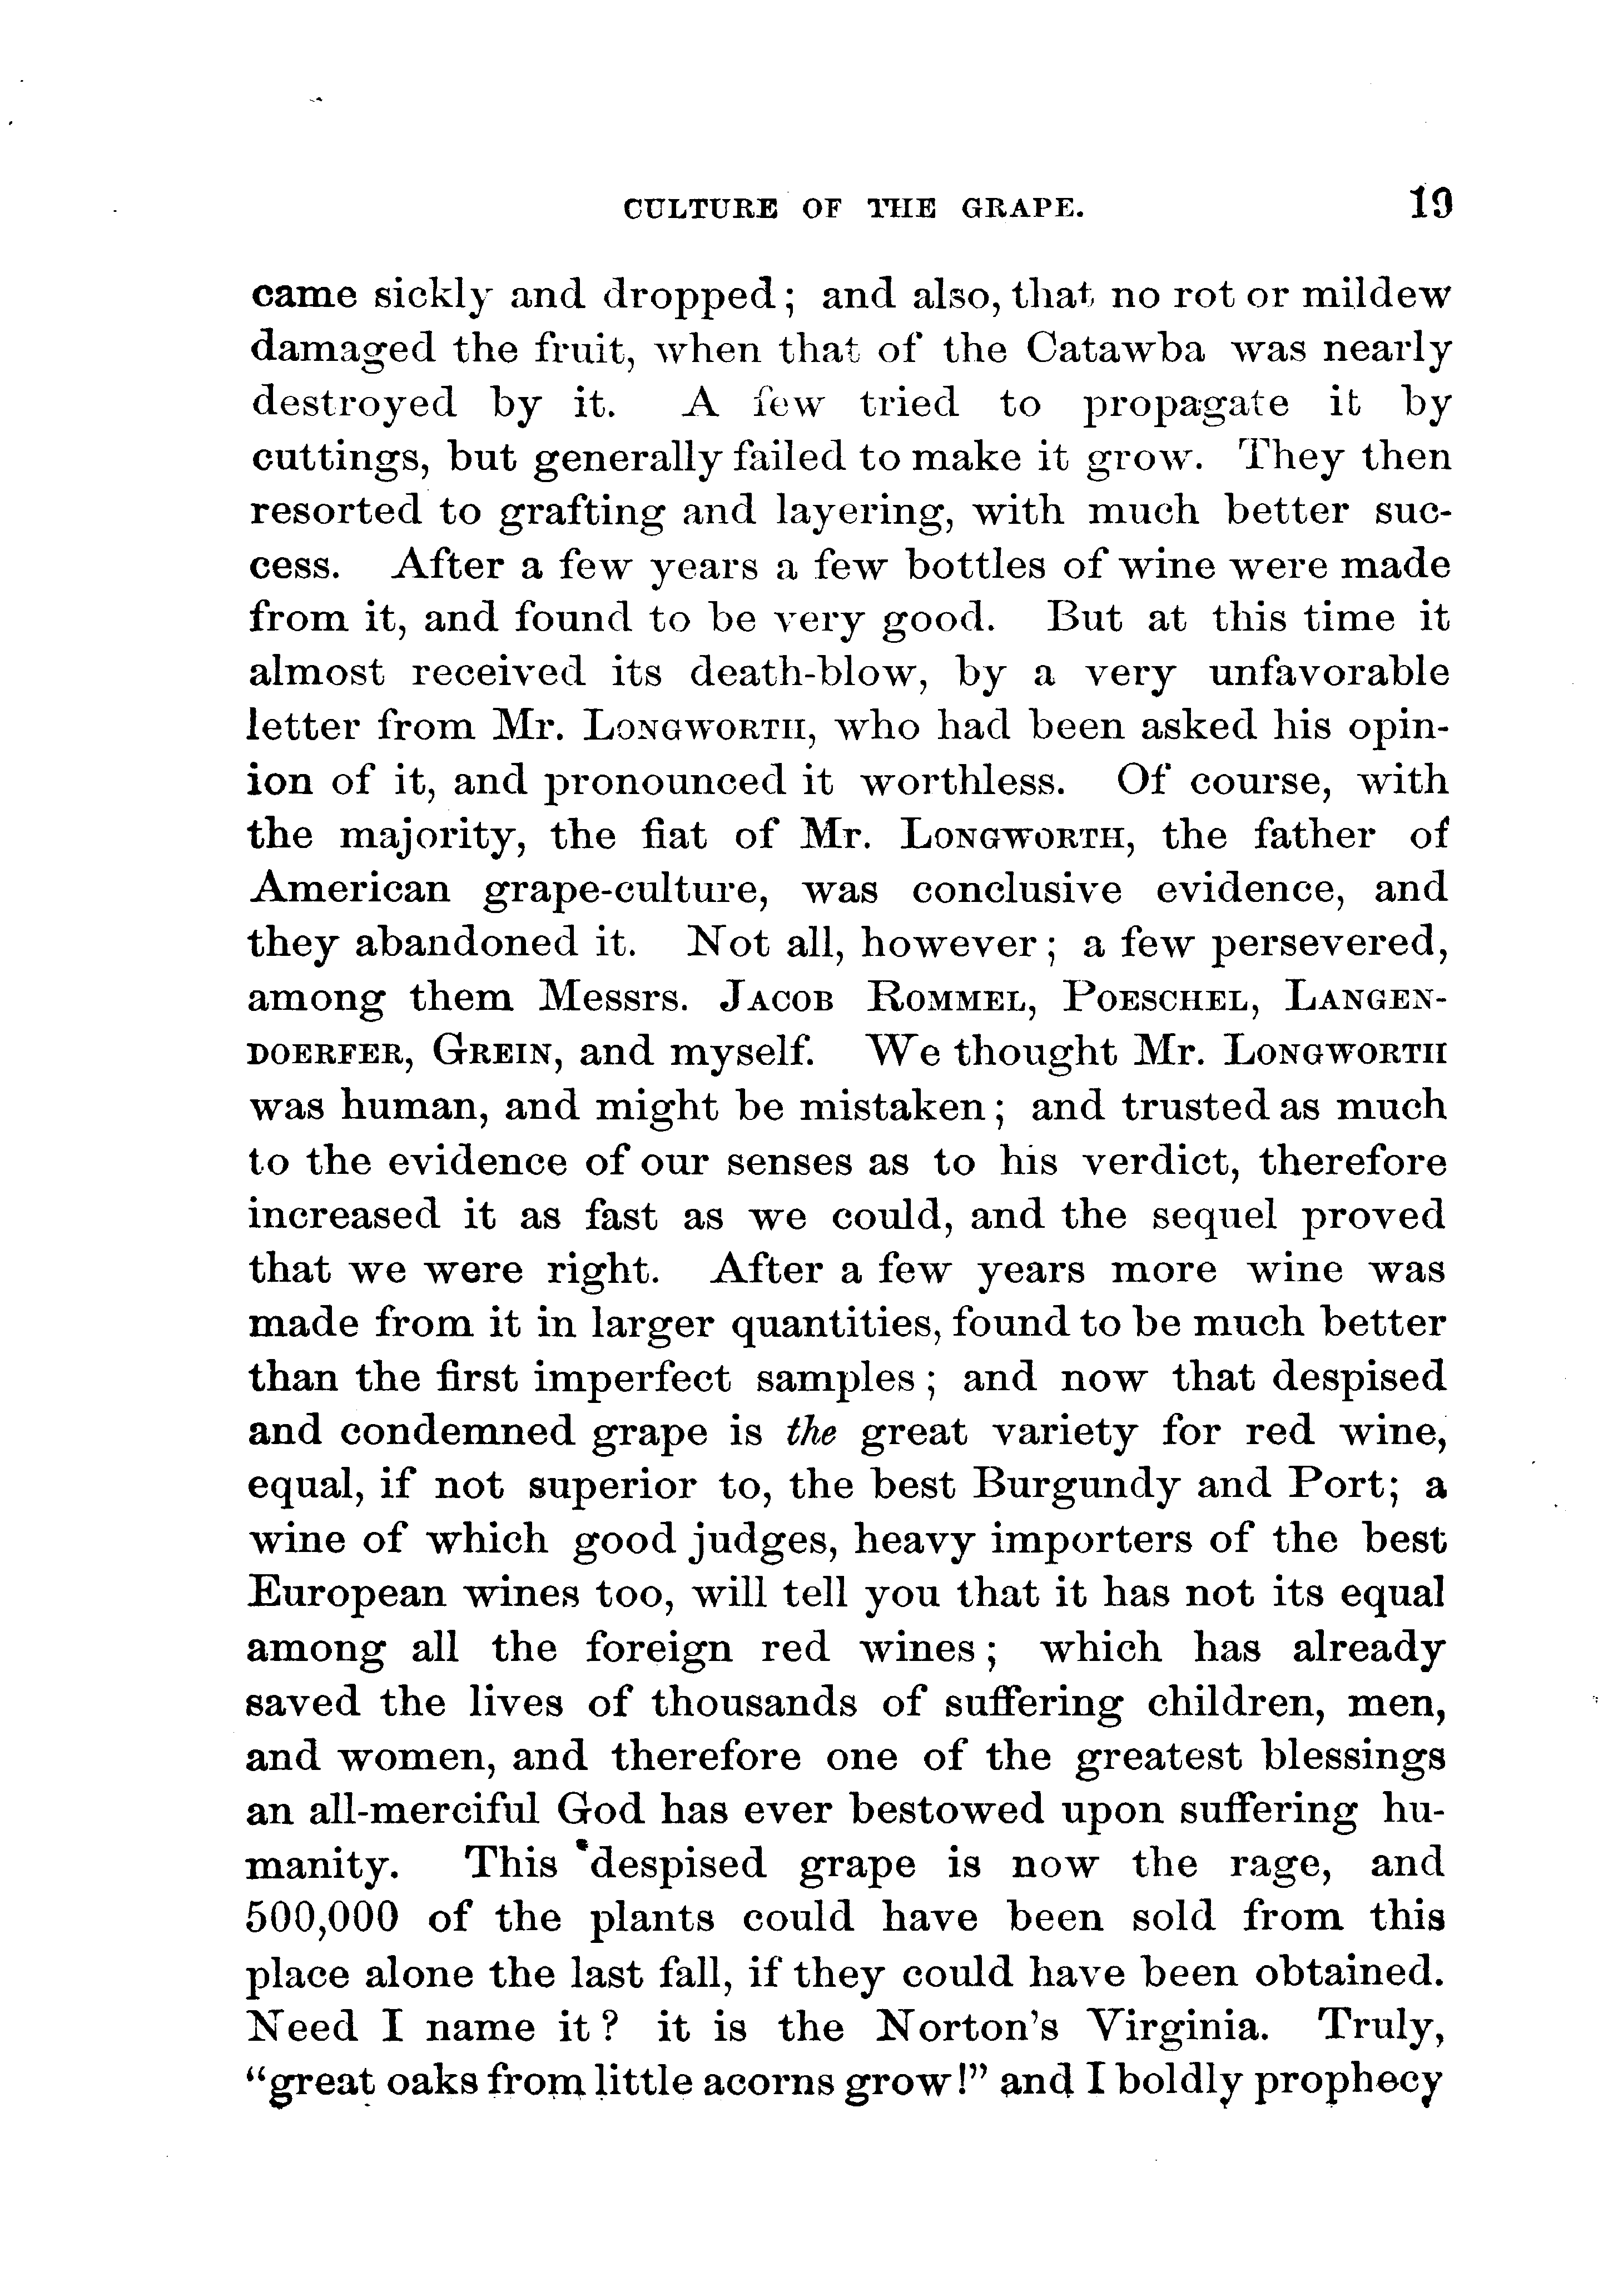 CULTURE OF THE GRAPE. 19
came sickly and dropped; and also, that no rot or mildew
damaged the fruit, when that of the Catawba was nearly
destroyed by it. A few tried to propagate it by
cuttings, but generally failed to make it grow. They then
resorted to grafting and layering, with much better suc-
cess. After a few years a few bottles of wine were made
from it, and found to be very good. But at this time it
almost received its death-blow, by a very unfavorable
letter from Mr. LONGWORTH, who had been asked his opin-
ion of it, and pronounced it worthless. Of course, with
the majority, the fiat of Mr. LONGWORTH, the father of
American grape-culture, was conclusive evidence, and
they abandoned it. Not all, however; a few persevered,
among them Messrs. JACOB ROMMEL, POESCHEL, LANGEN-
DOERFER, GREIN, and myself. We thought Mr. LONGWORTH
was human, and might be mistaken; and trusted as much
to the evidence of our senses as to his verdict, therefore
increased it as fast as we could, and the sequel proved
that we were right. After a few years more wine was
made from it in larger quantities, found to be much better
than the first imperfect samples; and now that despised
and condemned grape is the great variety for red wine,
equal, if not superior to, the best Burgundy and Port; a
wine of which good judges, heavy importers of the best
European wines too, will tell you that it has not its equal
among all the foreign red wines; which has already
saved the lives of thousands of suffering children, men,
and women, and therefore one of the greatest blessings
an all-merciful God has ever bestowed upon suffering hu-
manity. This despised grape is now the rage, and
500,000 of the plants could have been sold from this
place alone the last fall, if they could have been obtained.
Need I name it? it is the Norton's Virginia. Truly,
"great oaks from little acorns grow!" and I boldly prophecy